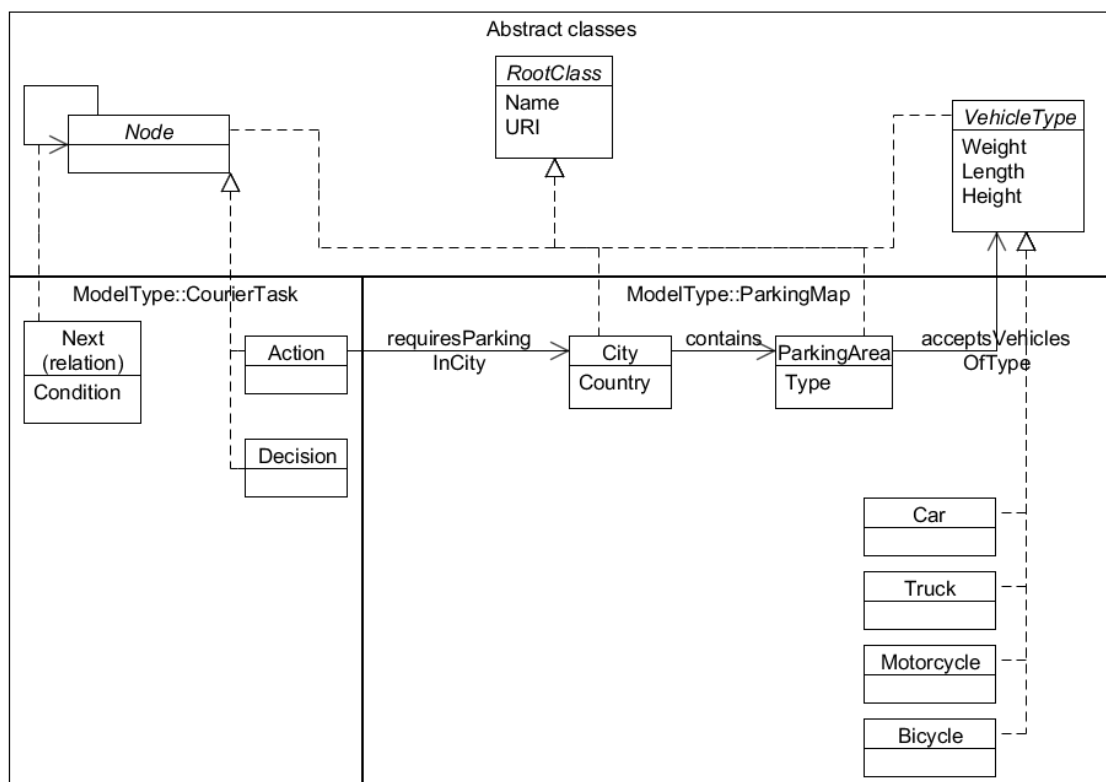 Abstract classes
RootClass
Name
URI
Node
VehicleType
Weight
Length
Height
ModelType::CourierTask
ModelType::ParkingMap
Next
(relation)
Condition
Action
requiresParking
InCity
City
Country
contains
ParkingArea
Type
acceptsVehicles
OfType
Decision
Car
Truck
Motorcycle
Bicycle